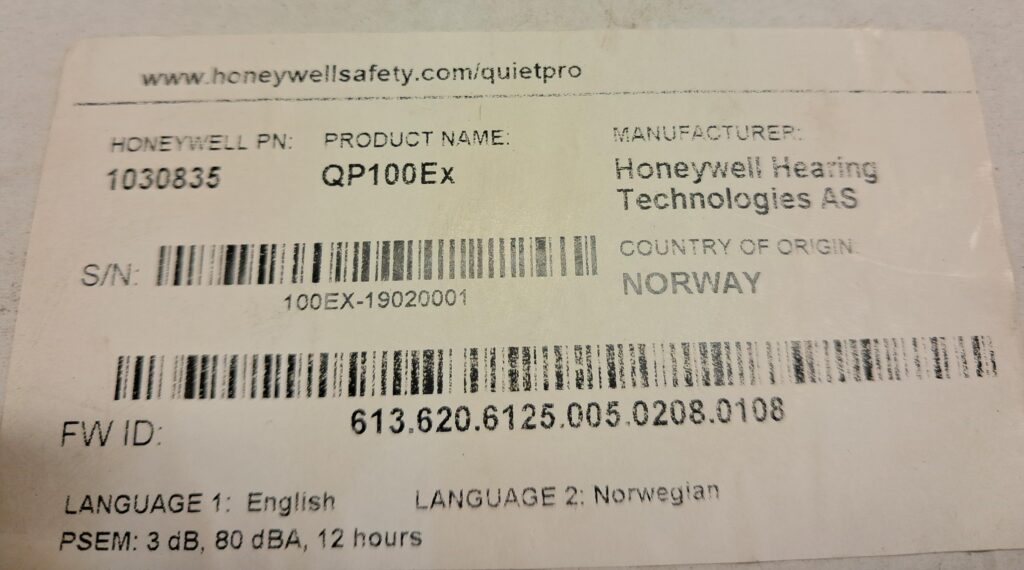 www.honeywellsafety.com/quietpro
HONEYWELL PN: PRODUCT NAME: MANUFACTURER:
1030835 QP100Ex Honeywell Hearing
Technologies AS
S/N: COUNTRY OF ORIGIN:
100EX-19020001 NORWAY
FW ID: 613.620.6125.005.0208.0108
LANGUAGE 1: English LANGUAGE 2: Norwegian
PSEM: 3 dB, 80 dBA, 12 hours